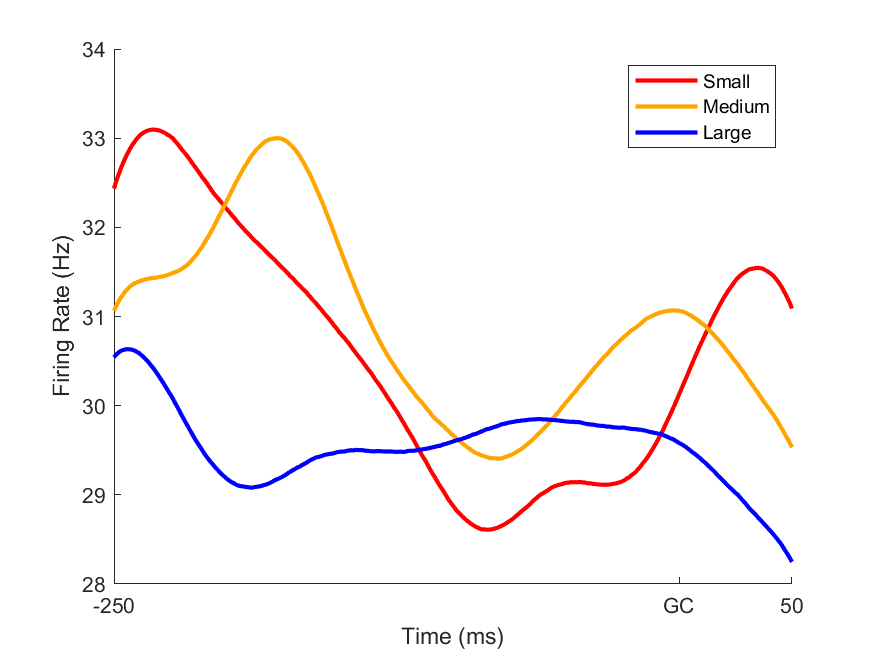 34
33
32
31
30
29
28
Firing Rate (Hz)
Small
Medium
Large
-250
GC
50
Time (ms)